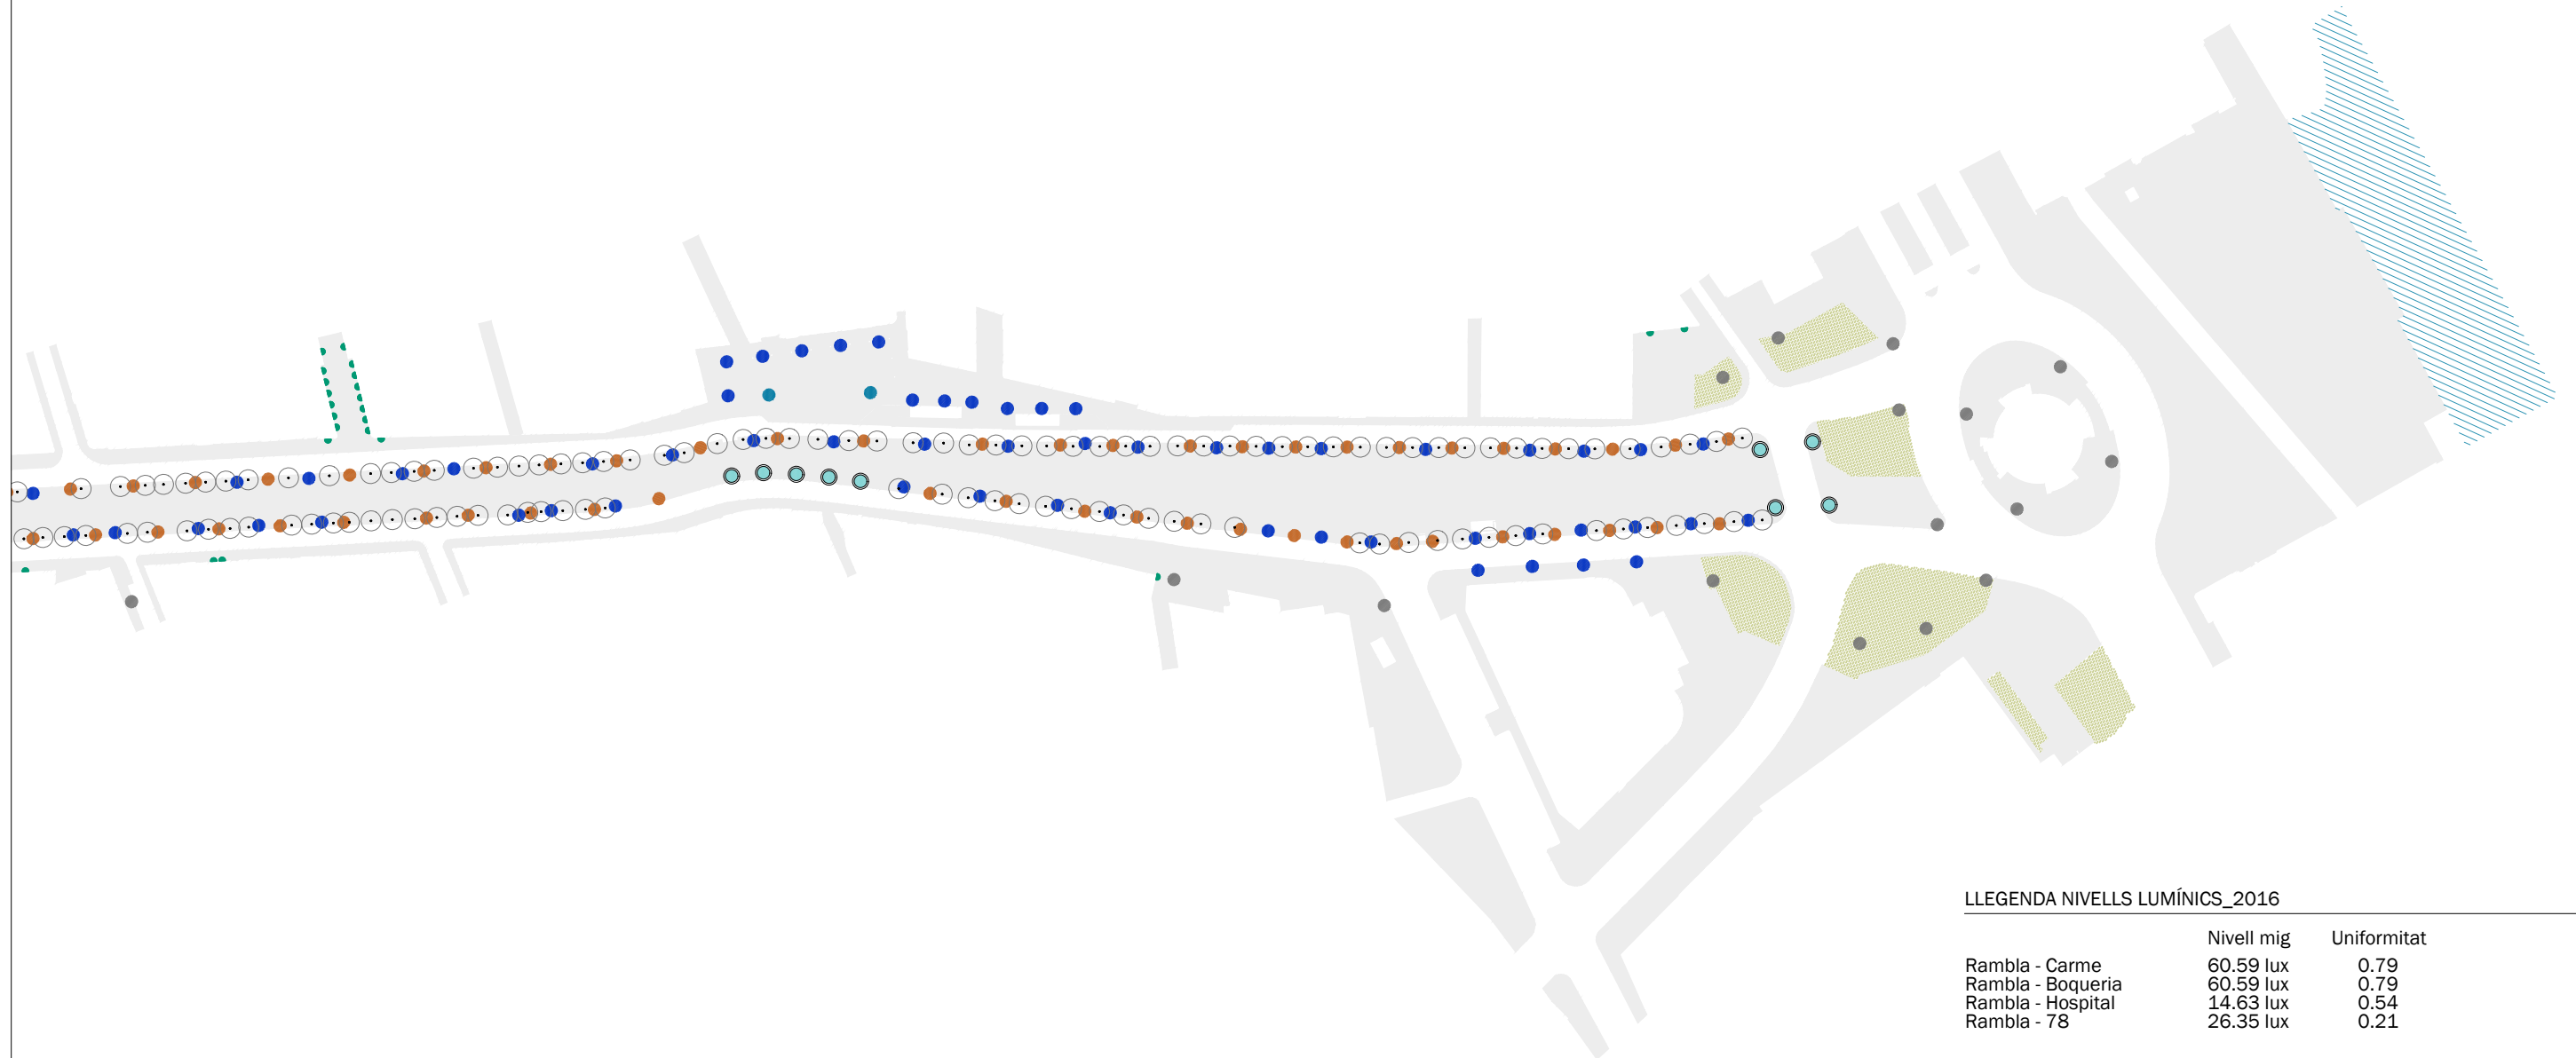 LLEGENDA NIVELLS LUMÍNICS_2016
Nivell mig Uniformitat
Rambla - Carme 60.59 lux 0.79
Rambla - Boqueria 60.59 lux 0.79
Rambla - Hospital 14.63 lux 0.54
Rambla - 78 26.35 lux 0.21